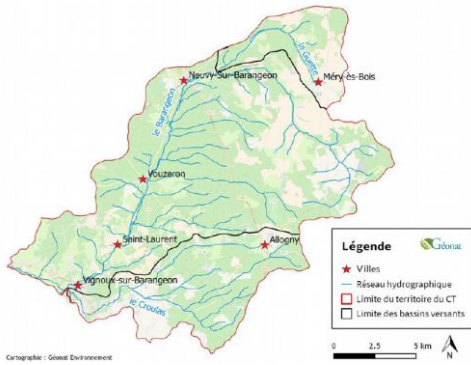 la Guette
Neuvy-Sur-Barangeon
Méry-ès-Bois
le Barangeon
Vouzeron
Saint-Laurent
Allogny
Vignoux-sur-Barangeon
le Croulas
Légende
Géonat
Villes
Réseau hydrographique
Limite du territoire du CT
Limite des bassins versants
0 2.5 5 km
N
Cartographie : Géonat Environnement